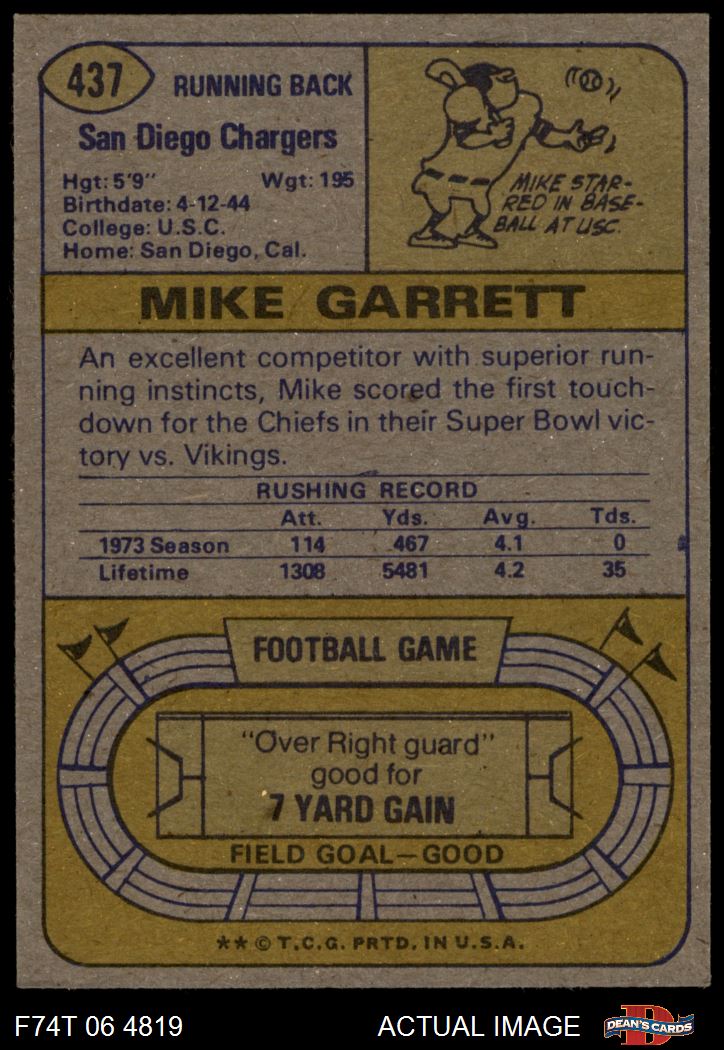 437
RUNNING BACK
San Diego Chargers
Hgt: 5'9" Wgt: 195
Birthdate: 4-12-44
College: U.S.C.
Home: San Diego, Cal.
MIKE STAR-
RED IN BASE-
BALL AT USC.
MIKE GARRETT
An excellent competitor with superior run-
ning instincts, Mike scored the first touch-
down for the Chiefs in their Super Bowl vic-
tory vs. Vikings.
RUSHING RECORD
Att. Yds. Avg. Tds.
1973 Season 114 467 4.1 0
Lifetime 1308 5481 4.2 35
FOOTBALL GAME
"Over Right guard"
good for
7 YARD GAIN
FIELD GOAL—GOOD
** © T.C.G. PRTD. IN U.S.A.
F74T 06 4819 ACTUAL IMAGE
D
DEAN'S CARDS